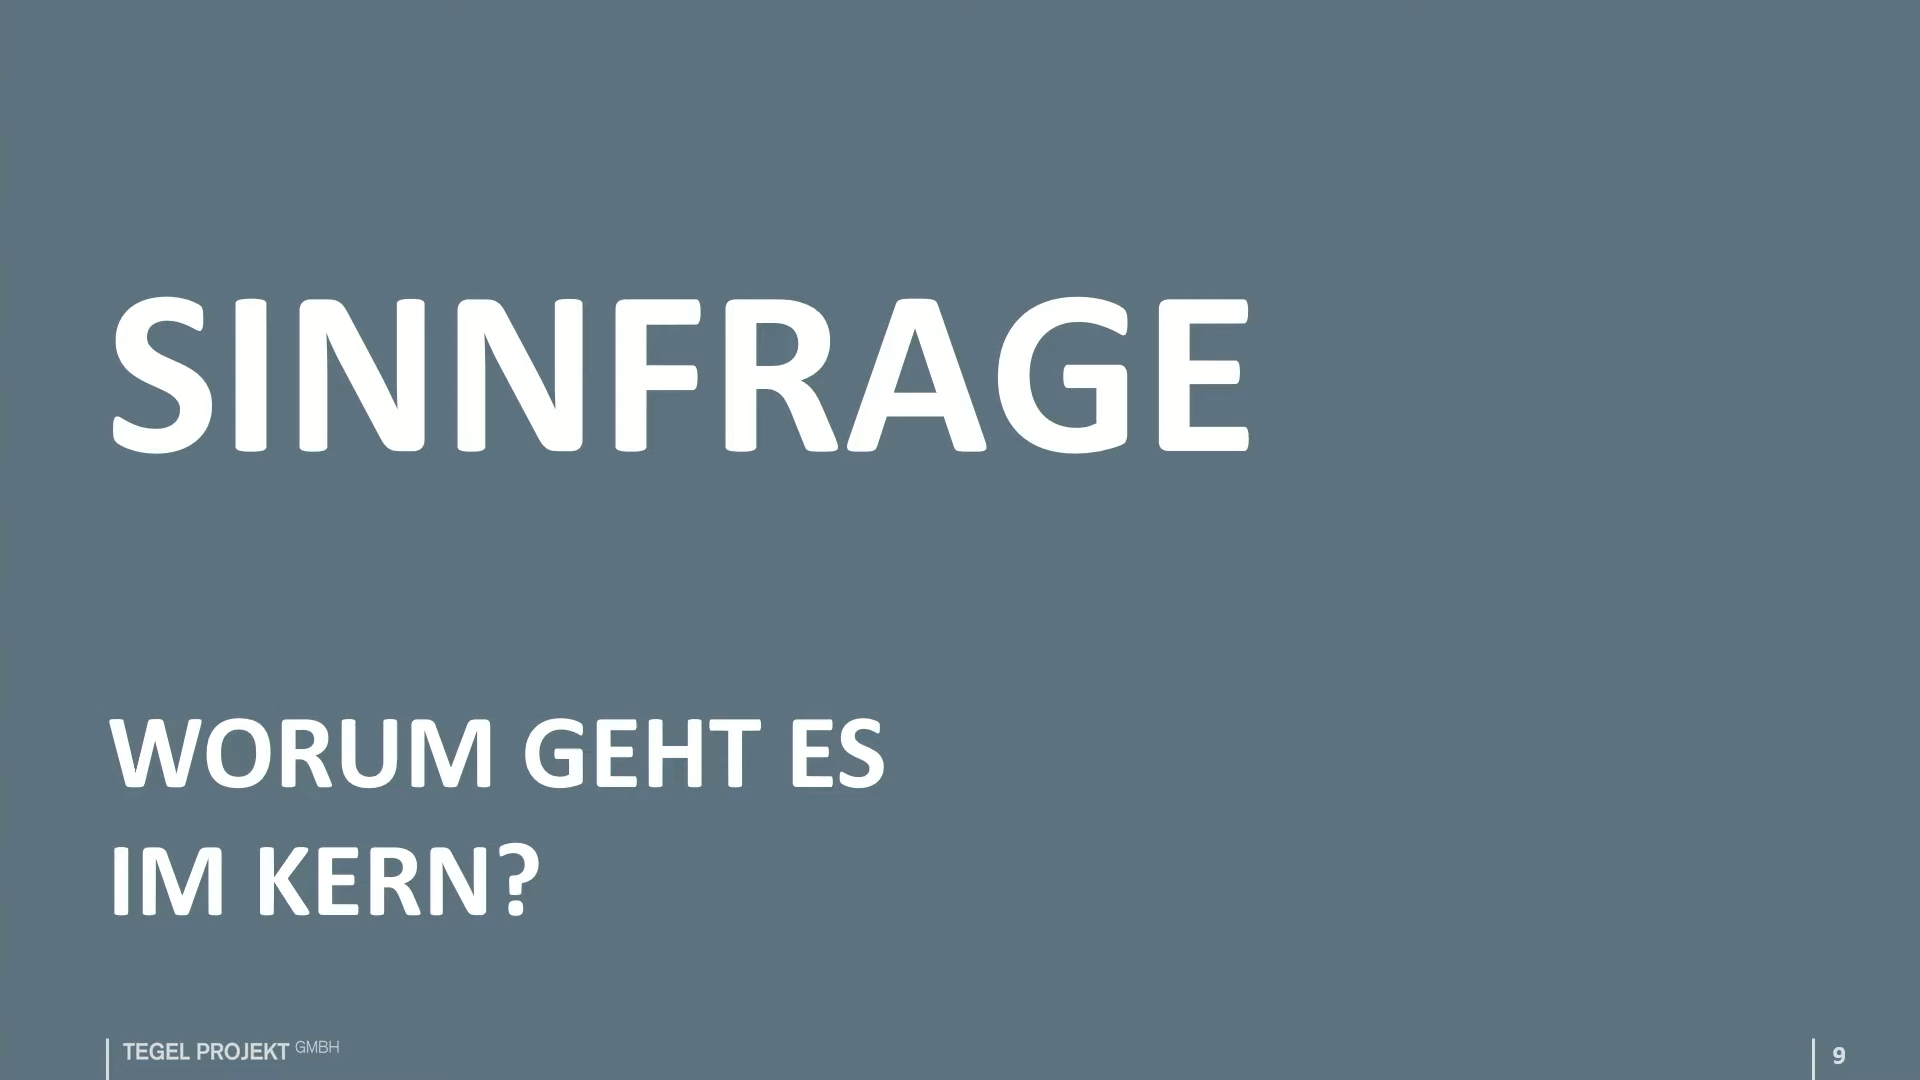 SINNFRAGE
WORUM GEHT ES
IM KERN?
TEGEL PROJEKT GMBH
9